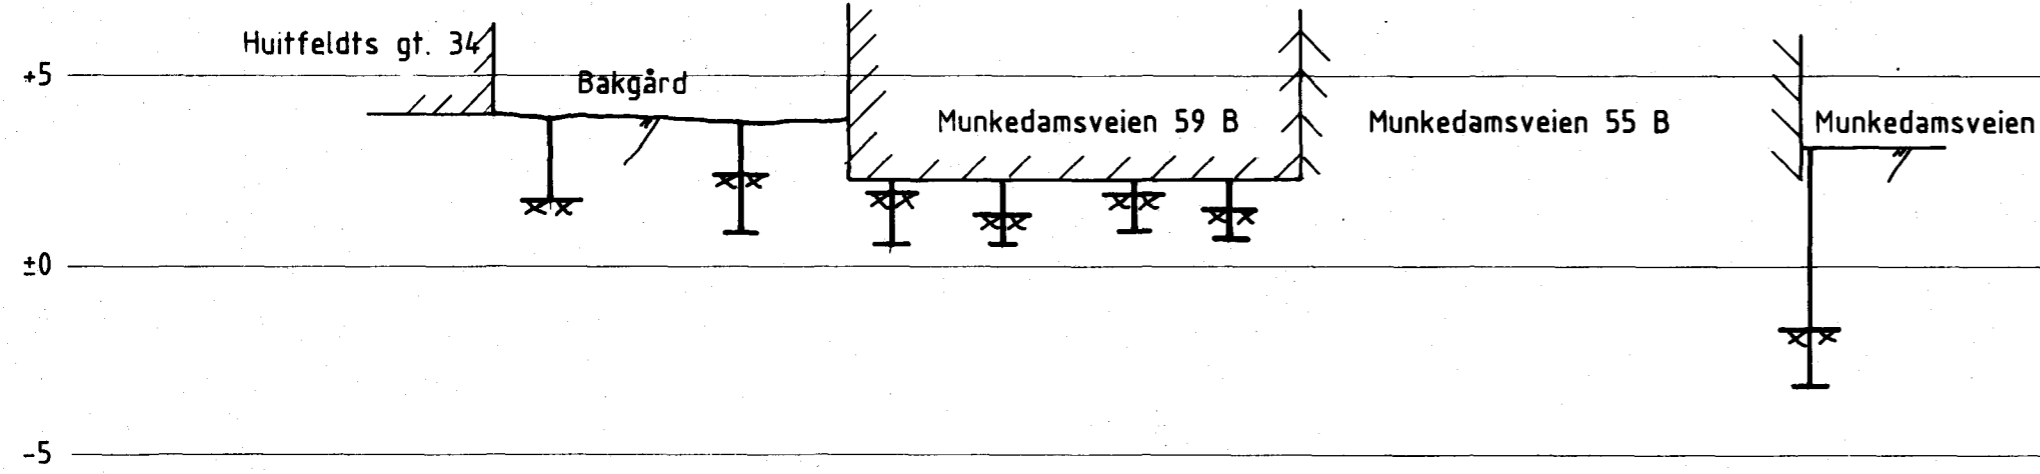 Huitfeldts gt. 34
+5
Bakgård
Munkedamsveien 59 B
Munkedamsveien 55 B
Munkedamsveien
±0
-5